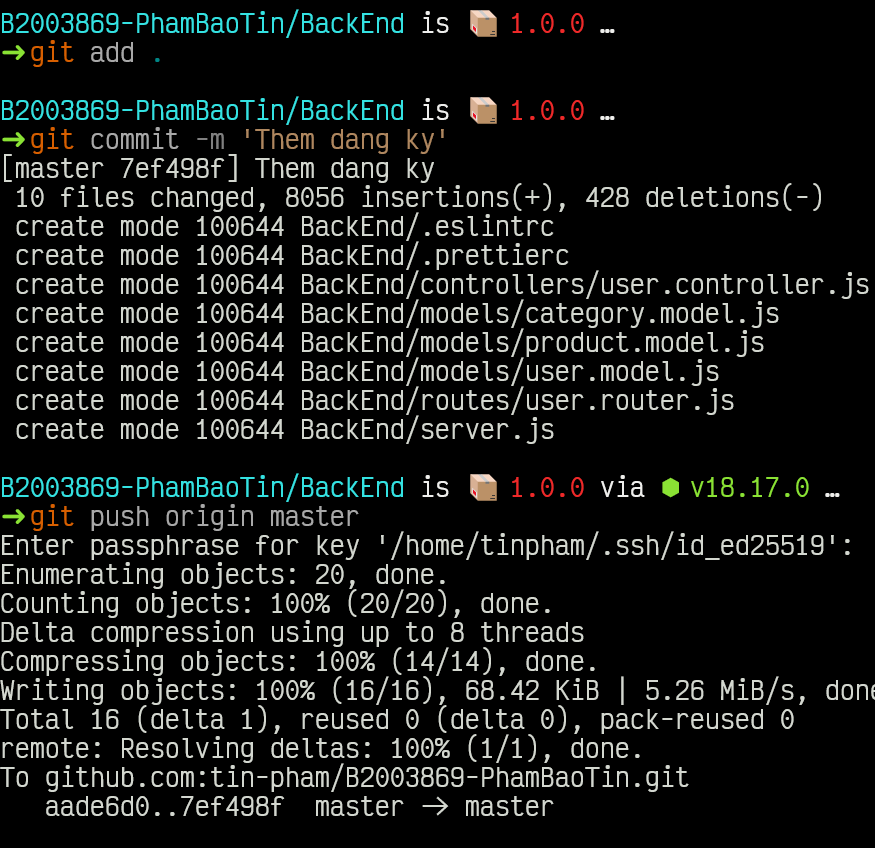 B2003869-PhamBaoTin/BackEnd is 📦 1.0.0 …
➜git add .
B2003869-PhamBaoTin/BackEnd is 📦 1.0.0 …
➜git commit -m 'Them dang ky'
[master 7ef498f] Them dang ky
 10 files changed, 8056 insertions(+), 428 deletions(-)
 create mode 100644 BackEnd/.eslintrc
 create mode 100644 BackEnd/.prettierc
 create mode 100644 BackEnd/controllers/user.controller.js
 create mode 100644 BackEnd/models/category.model.js
 create mode 100644 BackEnd/models/product.model.js
 create mode 100644 BackEnd/models/user.model.js
 create mode 100644 BackEnd/routes/user.router.js
 create mode 100644 BackEnd/server.js
B2003869-PhamBaoTin/BackEnd is 📦 1.0.0 via ⬢ v18.17.0 …
➜git push origin master
Enter passphrase for key '/home/tinpham/.ssh/id_ed25519':
Enumerating objects: 20, done.
Counting objects: 100% (20/20), done.
Delta compression using up to 8 threads
Compressing objects: 100% (14/14), done.
Writing objects: 100% (16/16), 68.42 KiB | 5.26 MiB/s, done
Total 16 (delta 1), reused 0 (delta 0), pack-reused 0
remote: Resolving deltas: 100% (1/1), done.
To github.com:tin-pham/B2003869-PhamBaoTin.git
   aade6d0..7ef498f  master -> master